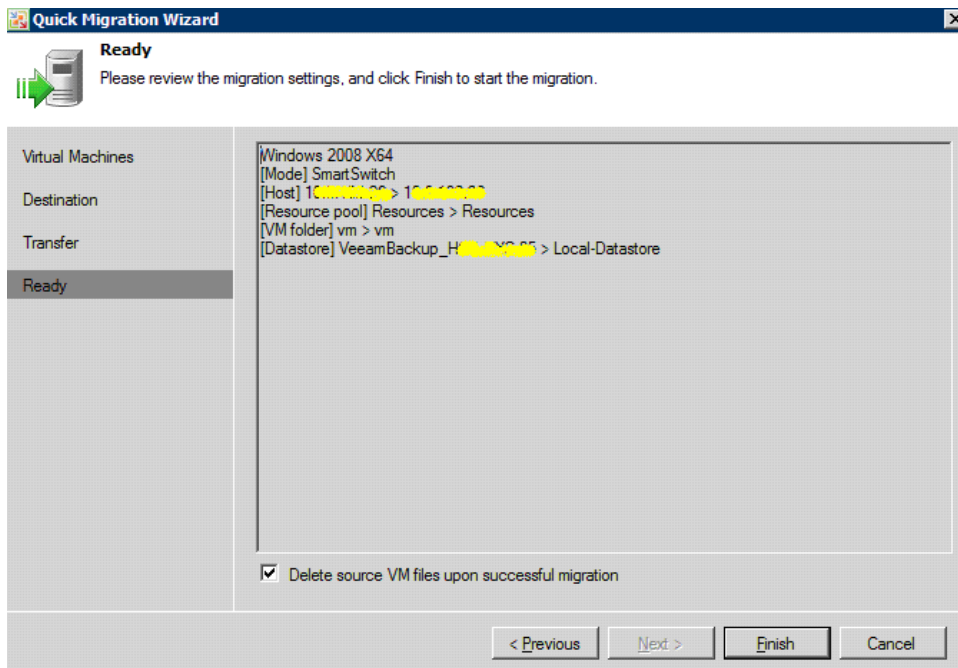 Quick Migration Wizard
Ready
Please review the migration settings, and click Finish to start the migration.
Virtual Machines
Destination
Transfer
Ready
Windows 2008 X64
[Mode] SmartSwitch
[Host] > 
[Resource pool] Resources > Resources
[VM folder] vm > vm
[Datastore] > Local-Datastore
Delete source VM files upon successful migration
< Previous
Next >
Finish
Cancel